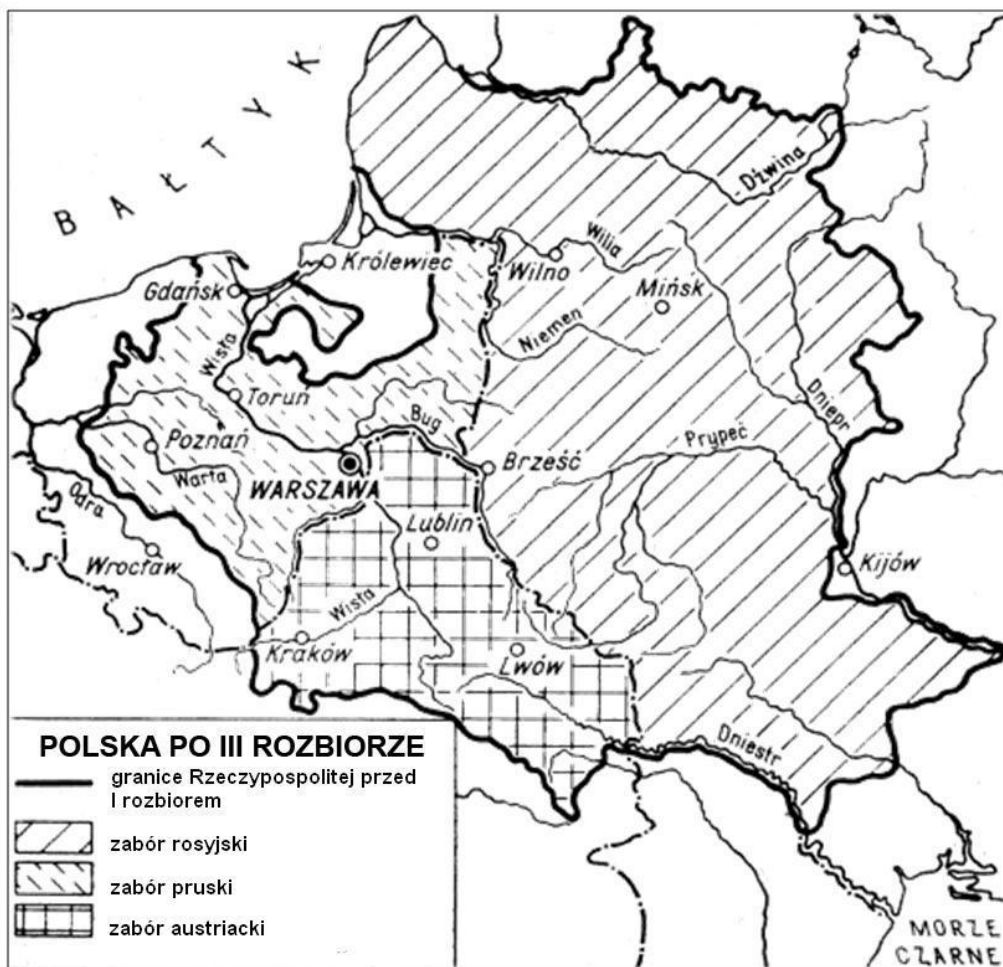 BAŁTYK
Dźwina
Królewiec
Wilia
Wilno
Gdańsk
Mińsk
Niemen
Wisła
Toruń
Dniepr
Bug
Poznań
Prypeć
Brześć
Warta
WARSZAWA
Odra
Lublin
Wrocław
Kijów
Wisła
Kraków
Lwów
Dniestr
POLSKA PO III ROZBIORZE
granice Rzeczypospolitej przed
I rozbiorem
zabór rosyjski
zabór pruski
zabór austriacki
MORZE
CZARNE